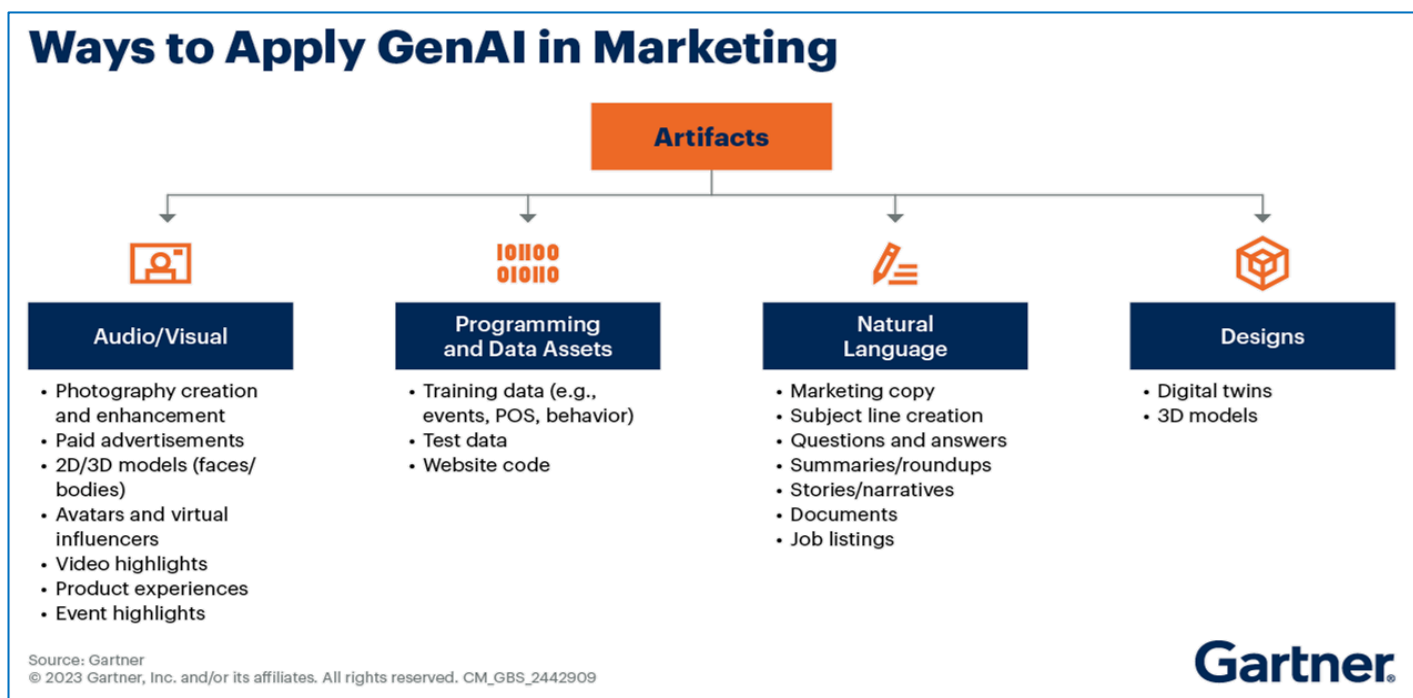 Ways to Apply GenAI in Marketing
Artifacts
101100
010110
Audio/Visual
• Photography creation
and enhancement
• Paid advertisements
• 2D/3D models (faces/
bodies)
• Avatars and virtual
influencers
• Video highlights
• Product experiences
• Event highlights
Programming
and Data Assets
• Training data (e.g.,
events, POS, behavior)
• Test data
• Website code
Natural
Language
• Marketing copy
• Subject line creation
• Questions and answers
• Summaries/roundups
• Stories/narratives
• Documents
• Job listings
Designs
• Digital twins
• 3D models
Source: Gartner
© 2023 Gartner, Inc. and/or its affiliates. All rights reserved. CM_GBS_2442909
Gartner®